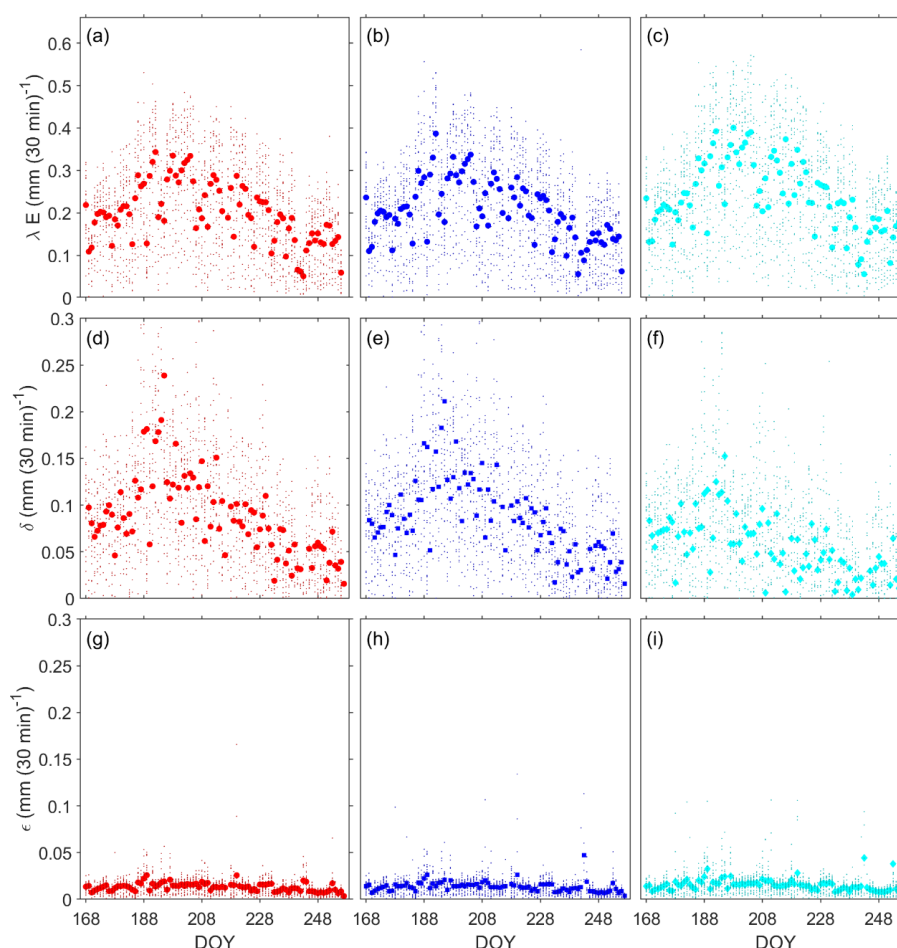 (a) (b) (c)
λ E (mm (30 min)⁻¹)
0.6
0.5
0.4
0.3
0.2
0.1
0
(d) (e) (f)
δ (mm (30 min)⁻¹)
0.3
0.25
0.2
0.15
0.1
0.05
0
(g) (h) (i)
ϵ (mm (30 min)⁻¹)
0.3
0.25
0.2
0.15
0.1
0.05
0
168 188 208 228 248 168 188 208 228 248 168 188 208 228 248
DOY DOY DOY